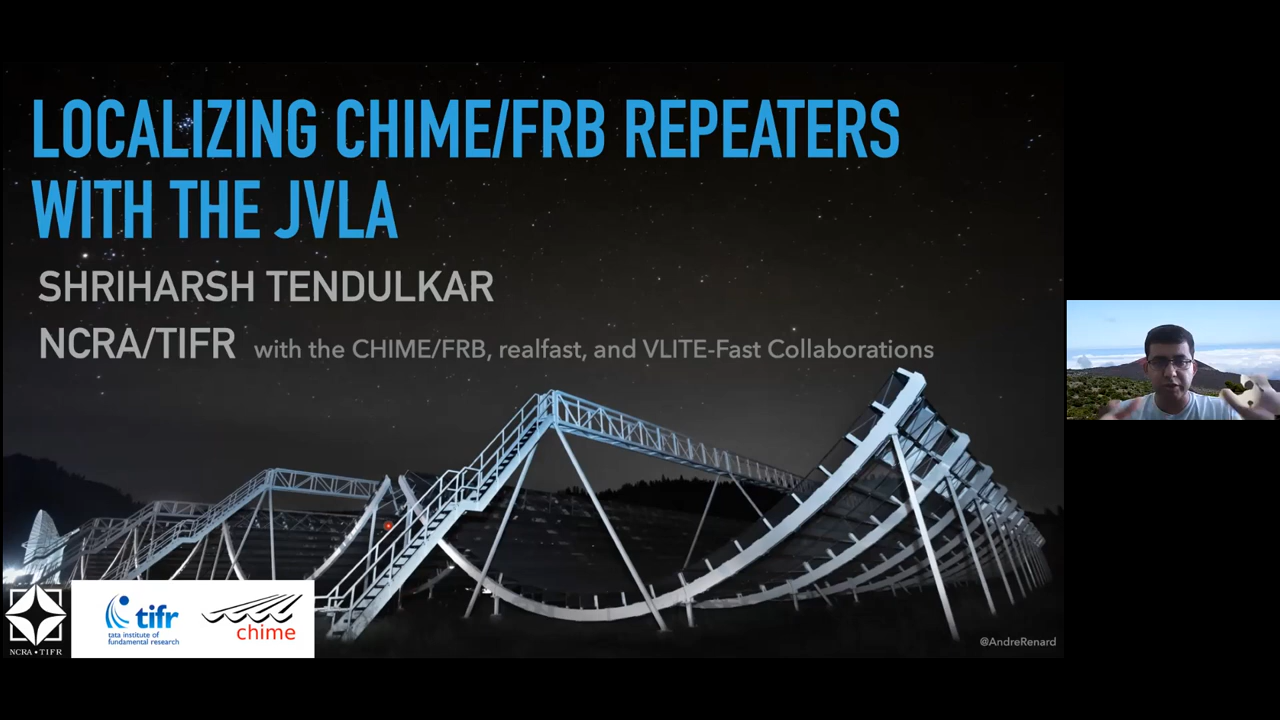 LOCALIZING CHIME/FRB REPEATERS
WITH THE JVLA
SHRIHARSH TENDULKAR
NCRA/TIFR with the CHIME/FRB, realfast, and VLITE-Fast Collaborations
NCRA • TIFR
tifr
tata institute of
fundamental research
chime
@AndreRenard